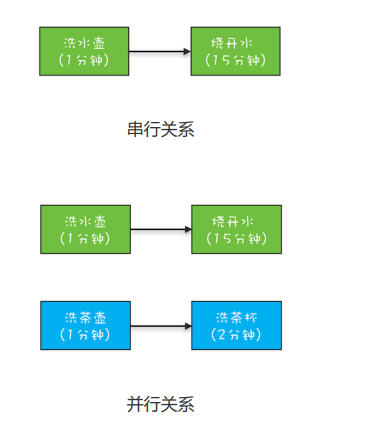 洗水壶 烧开水
(1分钟) (15分钟)
串行关系
洗水壶 烧开水
(1分钟) (15分钟)
洗茶壶 洗茶杯
(1分钟) (2分钟)
并行关系